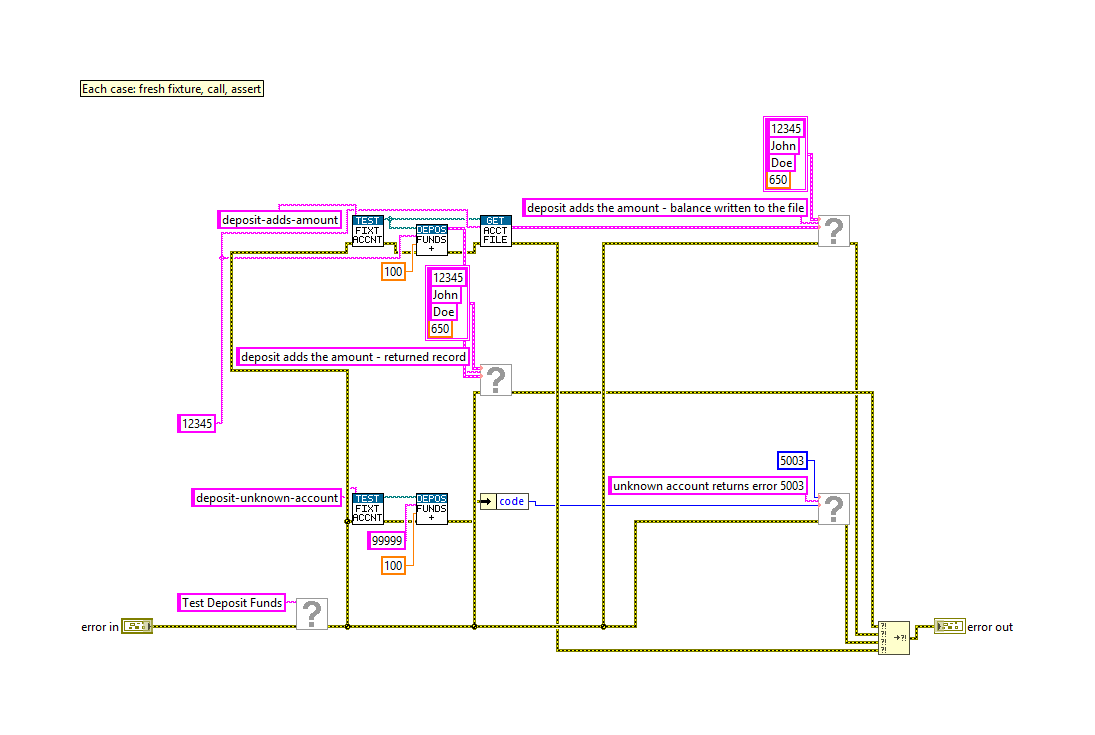 Each case: fresh fixture, call, assert
12345
John
Doe
650
deposit adds the amount - balance written to the file
?
deposit-adds-amount
TEST
FIXT
ACCNT
DEPOS
FUNDS
+
GET
ACCT
FILE
100
12345
John
Doe
650
deposit adds the amount - returned record
?
12345
5003
unknown account returns error 5003
?
deposit-unknown-account
TEST
FIXT
ACCNT
DEPOS
FUNDS
+
code
99999
100
Test Deposit Funds
?
error in
?!
?!
?!
?!
?!
error out